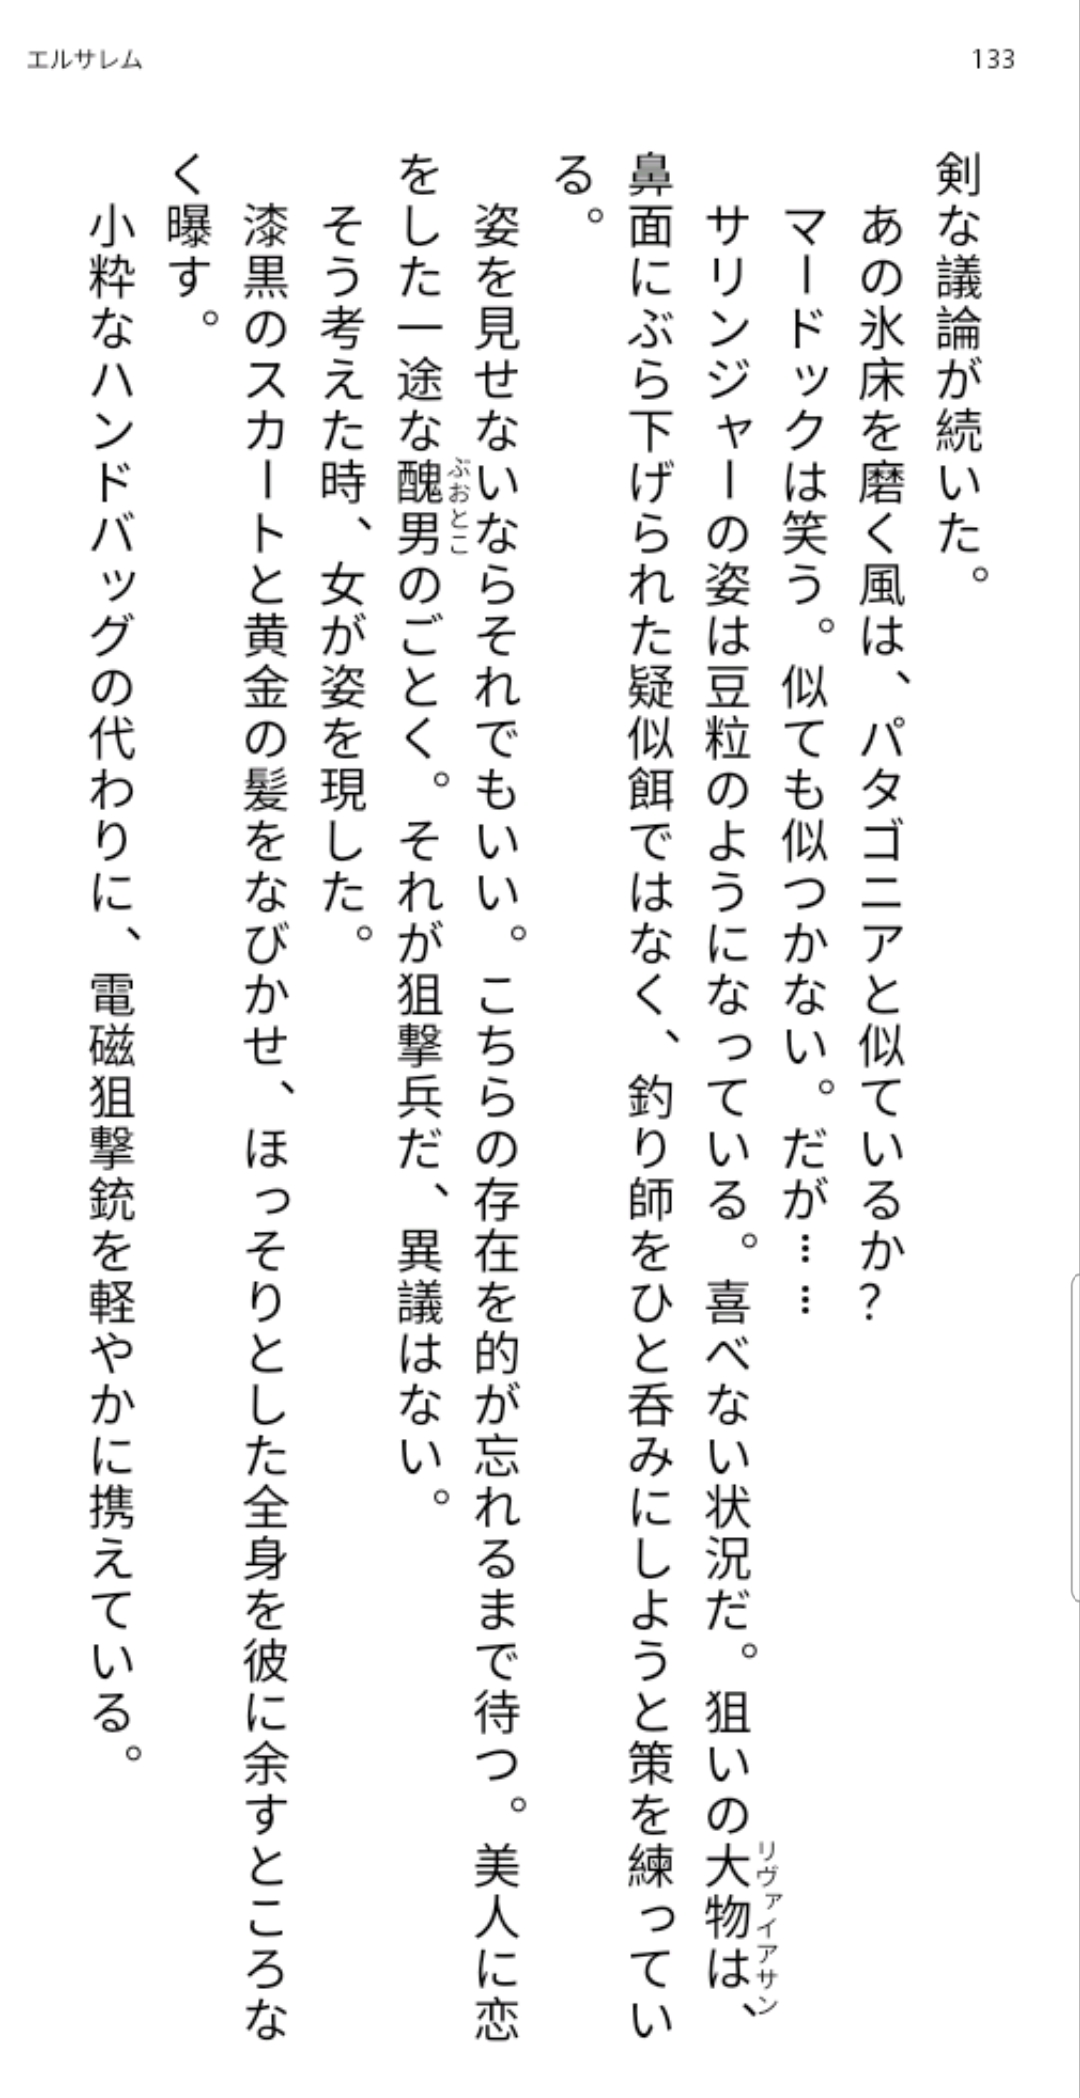 エルサレム
133
剣な議論が続いた。
あの氷床を磨く風は、パタゴニアと似ているか？
マードックは笑う。似ても似つかない。だが……
サリンジャーの姿は豆粒のようになっている。喜べない状況だ。狙いの大物は、
リヴァイアサン
鼻面にぶら下げられた疑似餌ではなく、釣り師をひと呑みにしようと策を練ってい
る。
姿を見せないならそれでもいい。こちらの存在を的が忘れるまで待つ。美人に恋
をした一途な醜男のごとく。それが狙撃兵だ、異議はない。
ぶおとこ
そう考えた時、女が姿を現した。
漆黒のスカートと黄金の髪をなびかせ、ほっそりとした全身を彼に余すところな
く曝す。
小粋なハンドバッグの代わりに、電磁狙撃銃を軽やかに携えている。